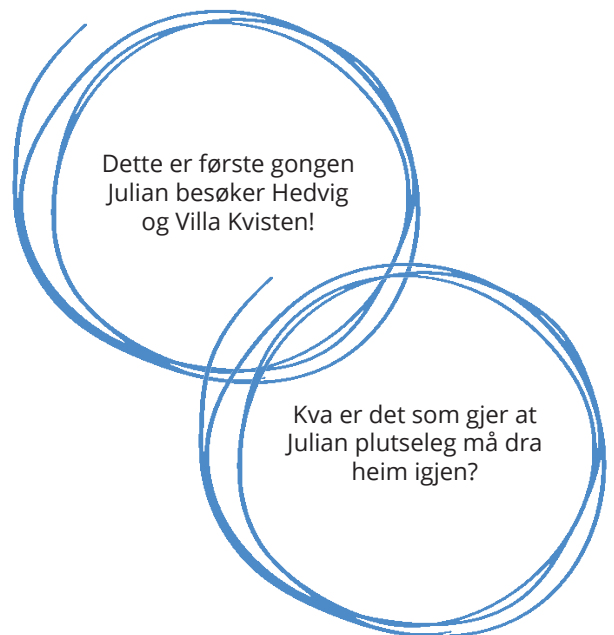 Dette er første gongen
Julian besøker Hedvig
og Villa Kvisten!
Kva er det som gjer at
Julian plutseleg må dra
heim igjen?